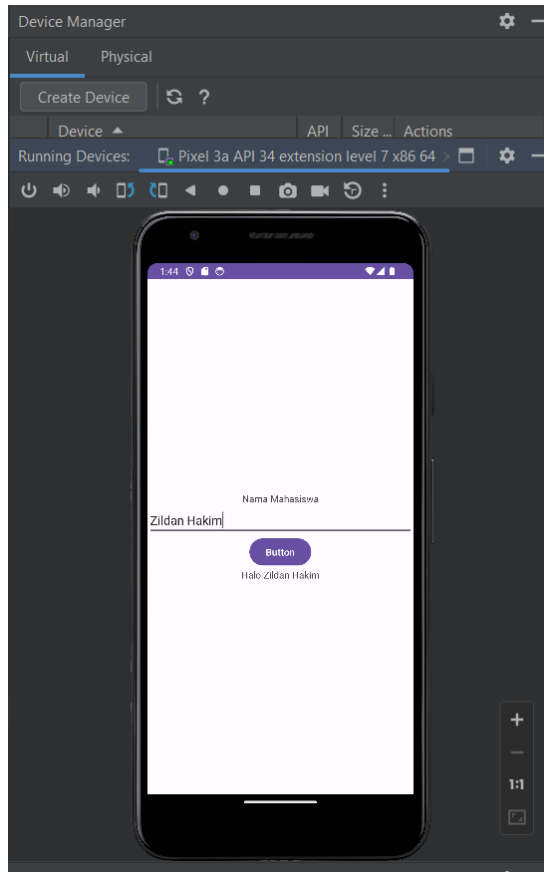 Device Manager
Virtual Physical
Create Device ?
Device API Size ... Actions
Running Devices: Pixel 3a API 34 extension level 7 x86 64
1:44
Nama Mahasiswa
Zildan Hakim
Button
Halo Zildan Hakim
1:1